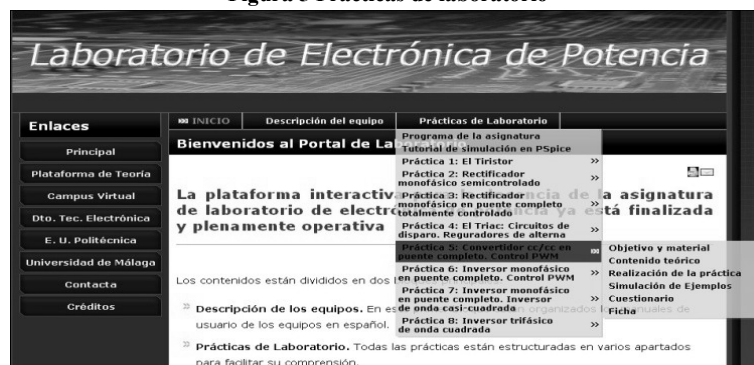 Figura 3 Prácticas de laboratorio
Laboratorio de Electrónica de Potencia
Enlaces
Principal
Plataforma de Teoría
Campus Virtual
Dto. Tec. Electrónica
E. U. Politécnica
Universidad de Málaga
Contacta
Créditos
INICIO
Descripción del equipo
Prácticas de Laboratorio
Bienvenidos al Portal de La
Programa de la asignatura
Tutorial de simulación en PSpice
Práctica 1: El Tiristor »
Práctica 2: Rectificador »
monofásico semicontrolado
Práctica 3: Rectificador »
monofásico en puente completo
totalmente controlado
Práctica 4: El Triac: Circuitos de »
disparo. Reguradores de alterna
Práctica 5: Convertidor cc/cc en
puente completo. Control PWM
Práctica 6: Inversor monofásico »
en puente completo. Control PWM
Práctica 7: Inversor monofásico »
en puente completo. Inversor
de onda casi-cuadrada
Práctica 8: Inversor trifásico »
de onda cuadrada
Objetivo y material
Contenido teórico
Realización de la práctica
Simulación de Ejemplos
Cuestionario
Ficha
La plataforma interactiva de la asignatura
de laboratorio de electr ya está finalizada
y plenamente operativa
Los contenidos están divididos en dos
» Descripción de los equipos. En es organizados los manuales de
usuario de los equipos en español.
» Prácticas de Laboratorio. Todas las prácticas están estructuradas en varios apartados
para facilitar su comprensión.